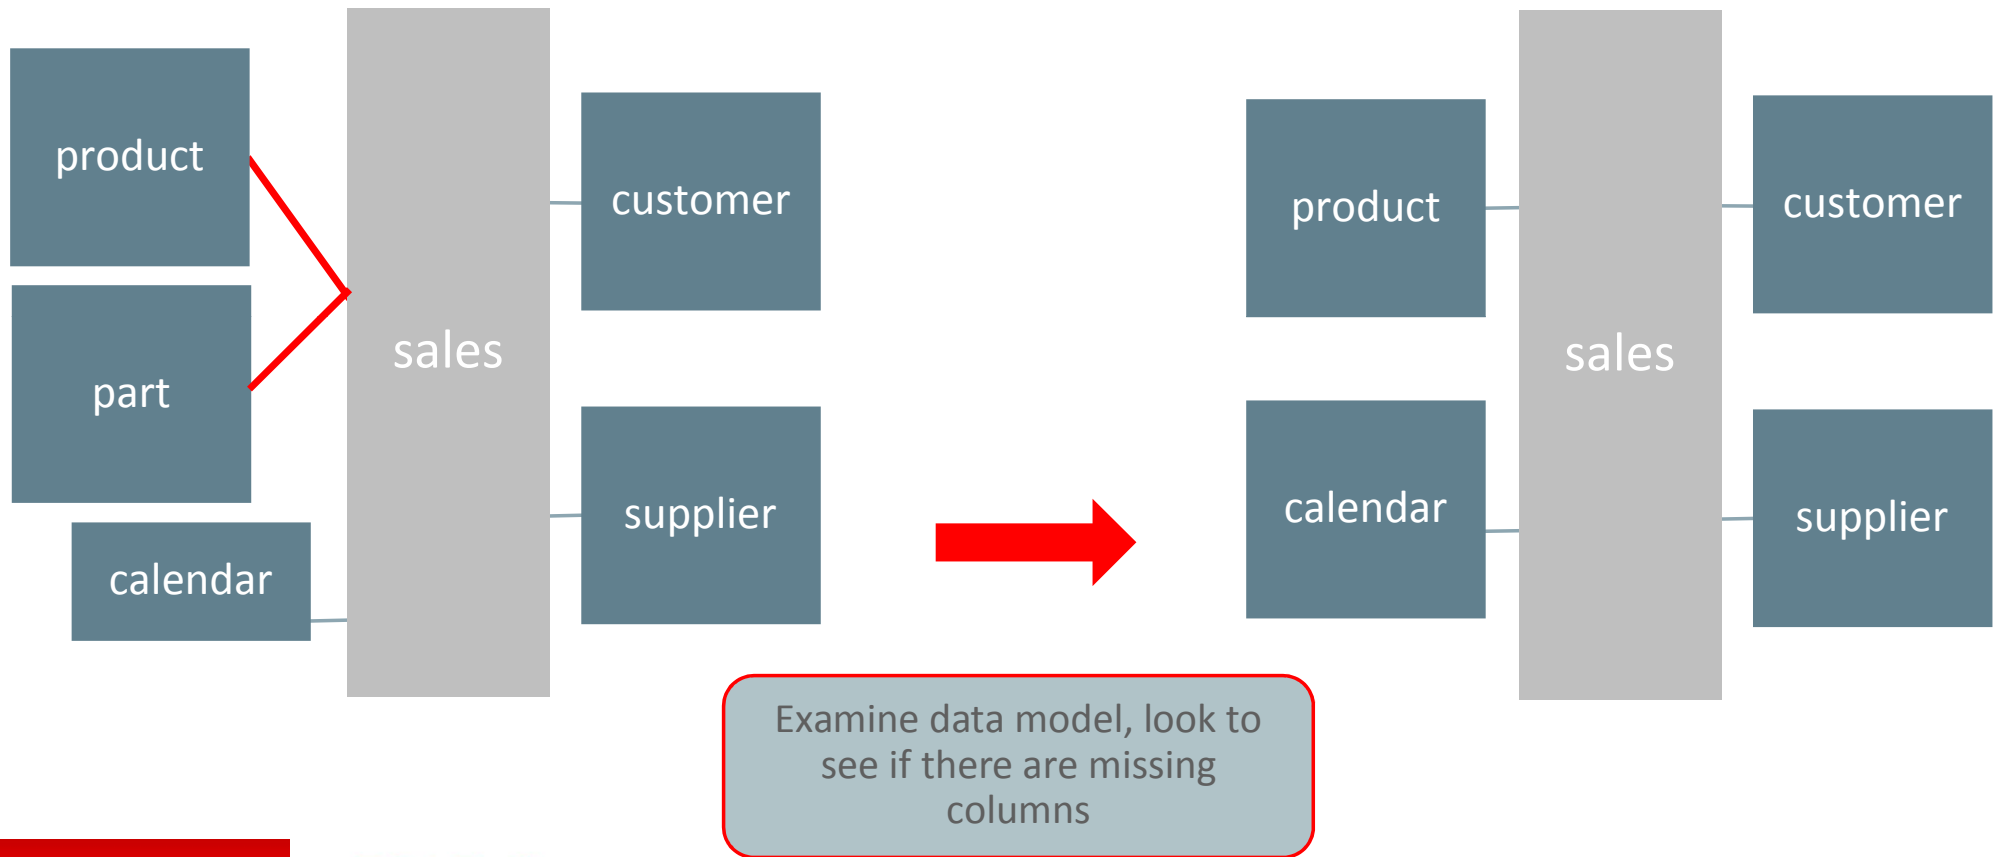 product
part
calendar
sales
customer
supplier
product
calendar
sales
customer
supplier
Examine data model, look to
see if there are missing
columns